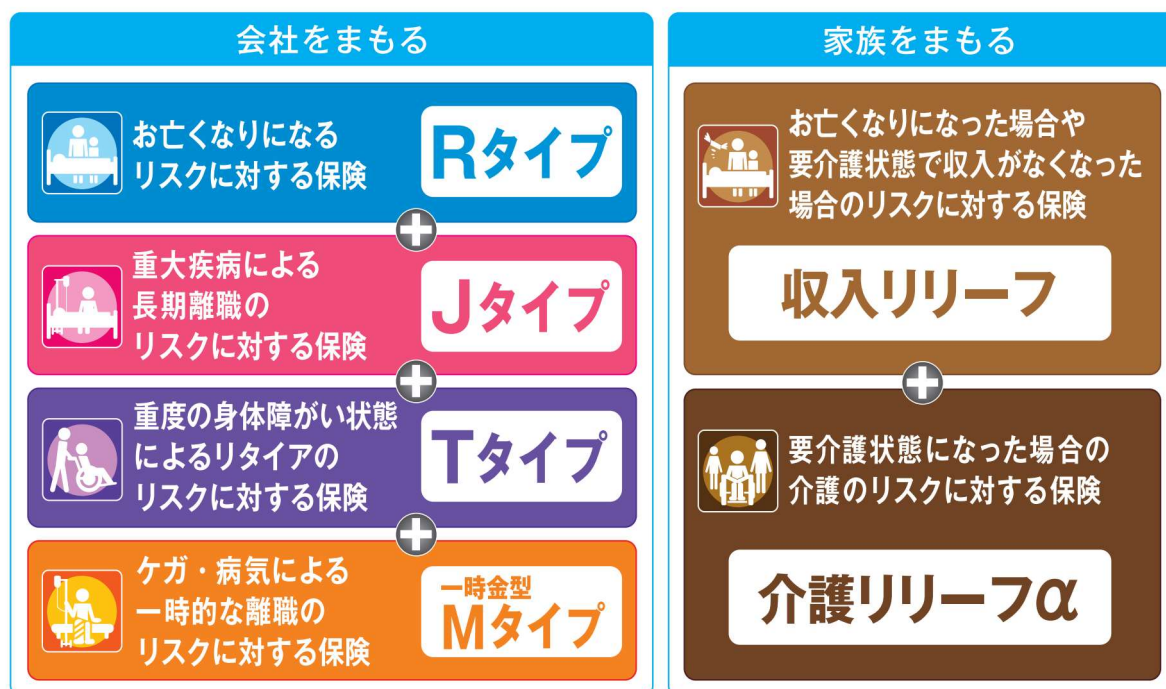 会社をまもる
お亡くなりになる
リスクに対する保険
Rタイプ
重大疾病による
長期離職の
リスクに対する保険
Jタイプ
重度の身体障がい状態
によるリタイアの
リスクに対する保険
Tタイプ
ケガ・病気による
一時的な離職の
リスクに対する保険
一時金型
Mタイプ
家族をまもる
お亡くなりになった場合や
要介護状態で収入がなくなった
場合のリスクに対する保険
収入リリーフ
要介護状態になった場合の
介護のリスクに対する保険
介護リリーフα